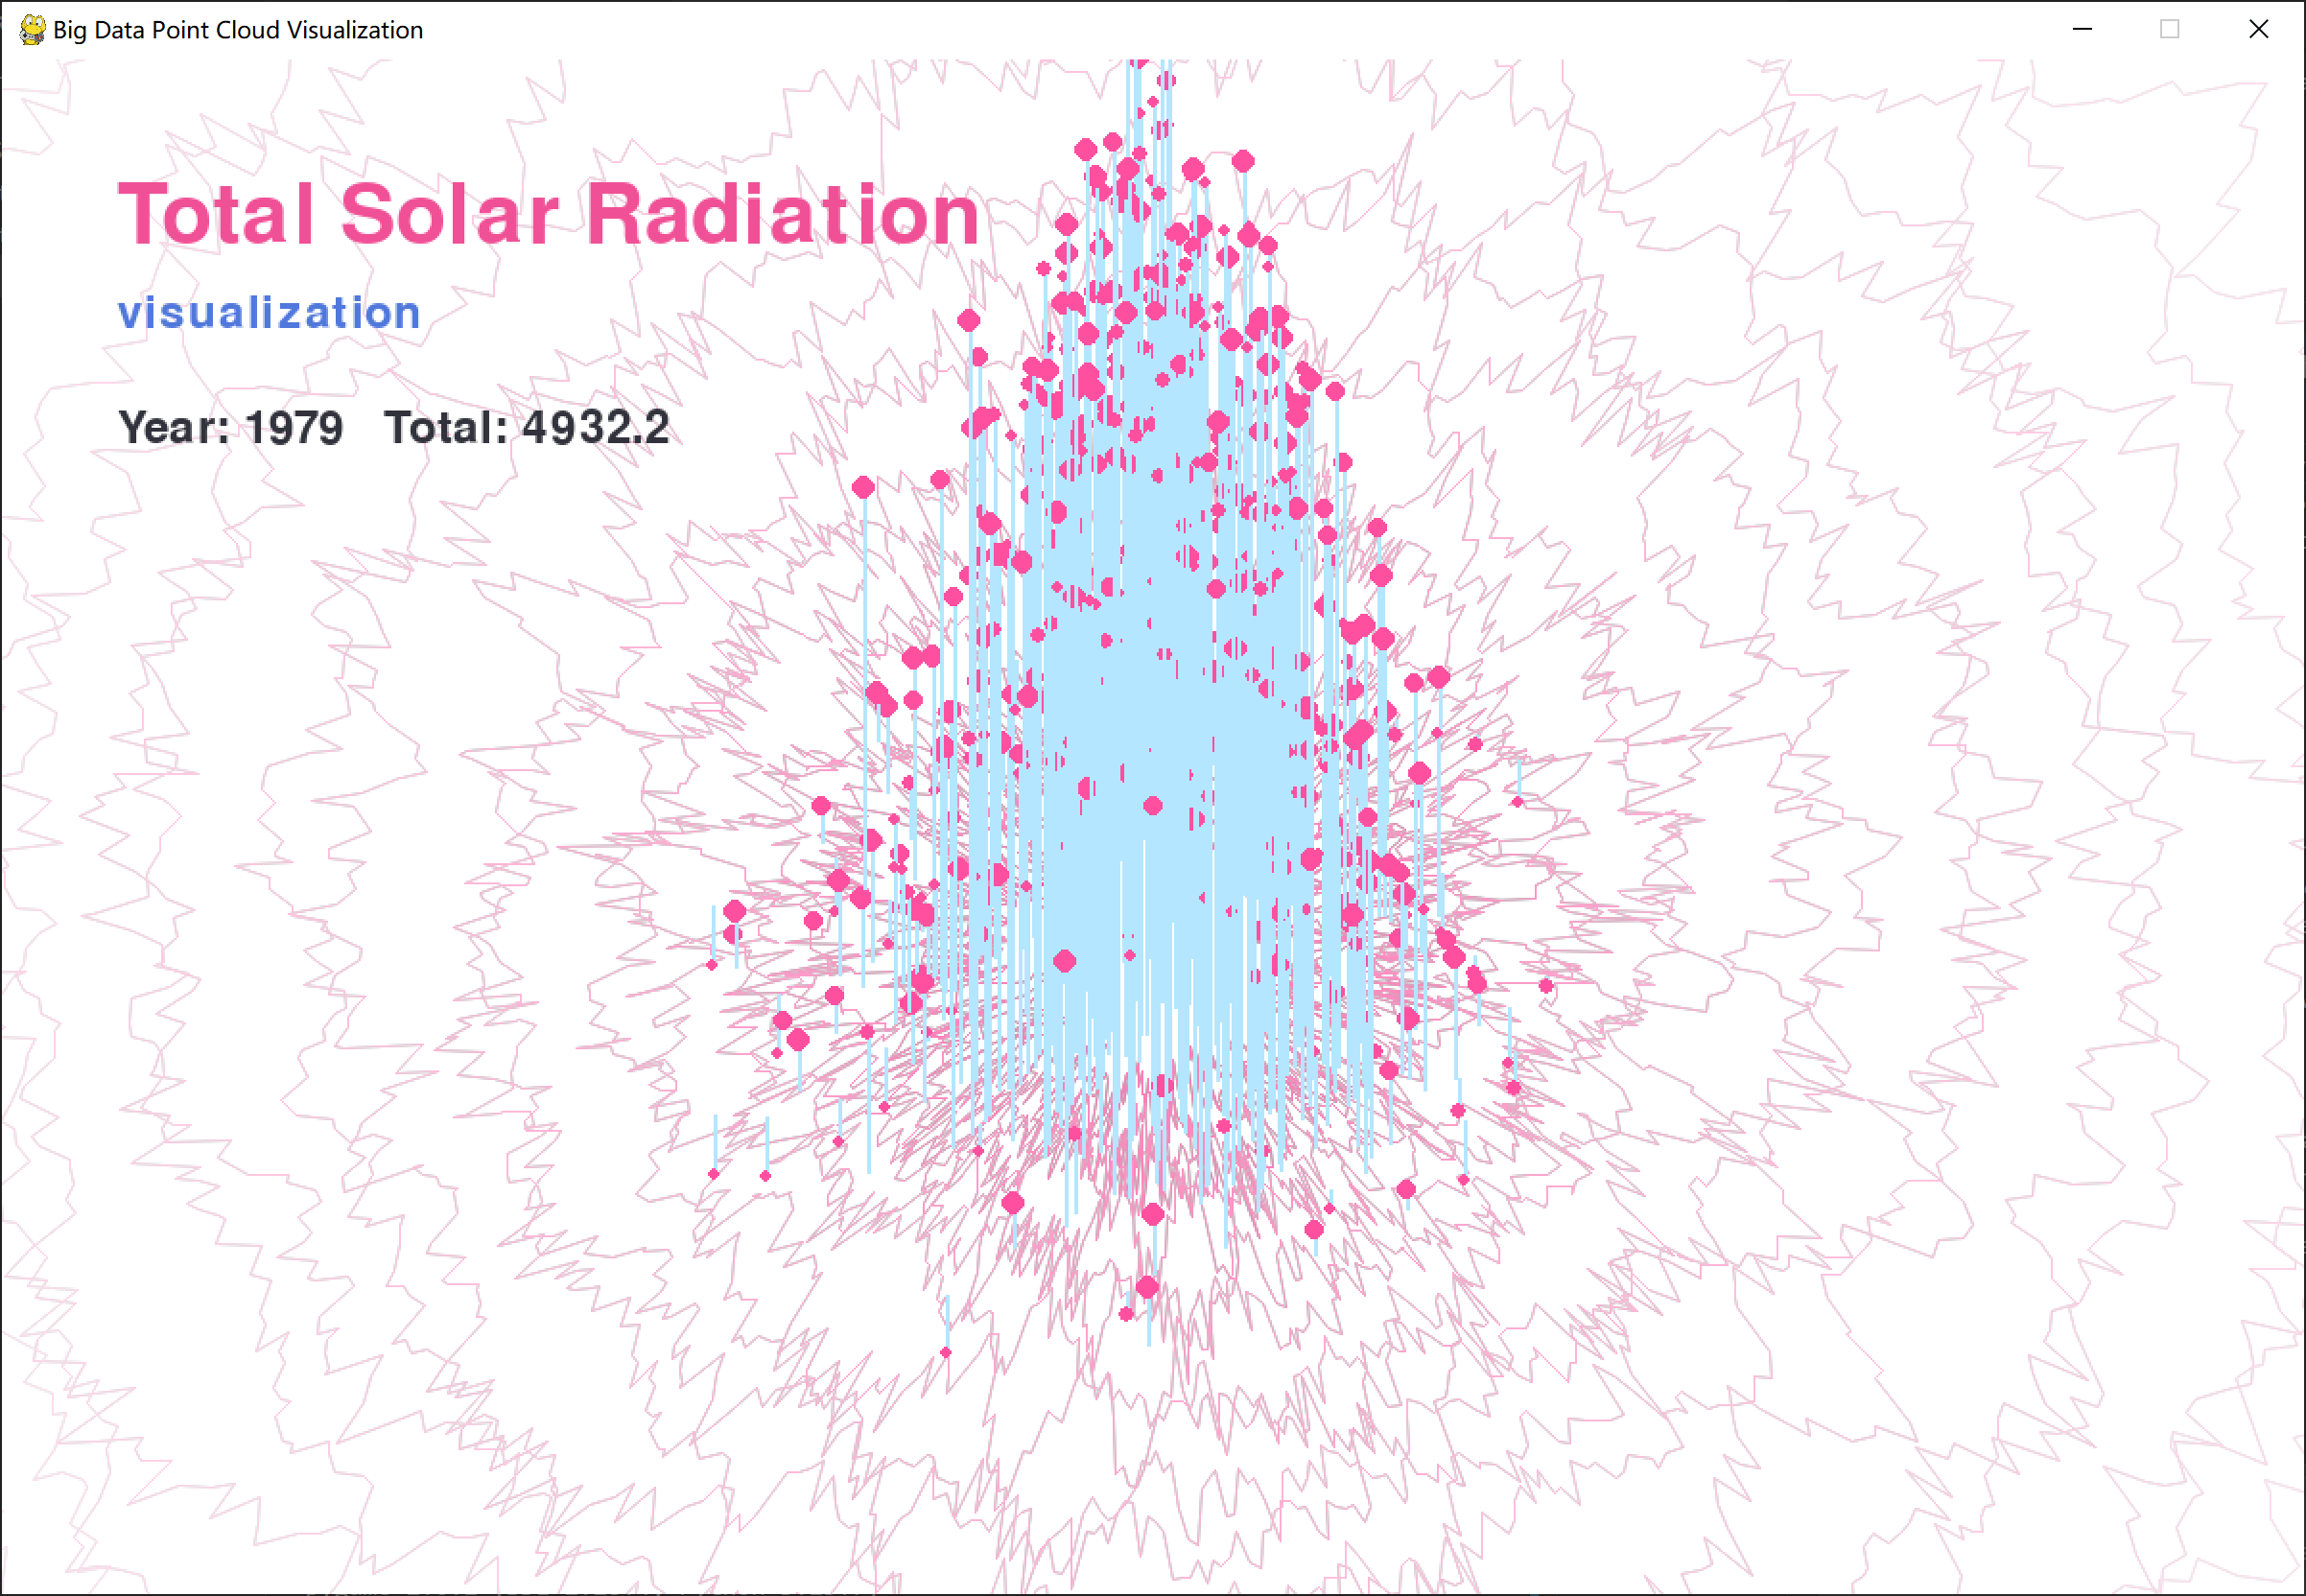 Big Data Point Cloud Visualization
Total Solar Radiation
visualization
Year: 1979 Total: 4932.2